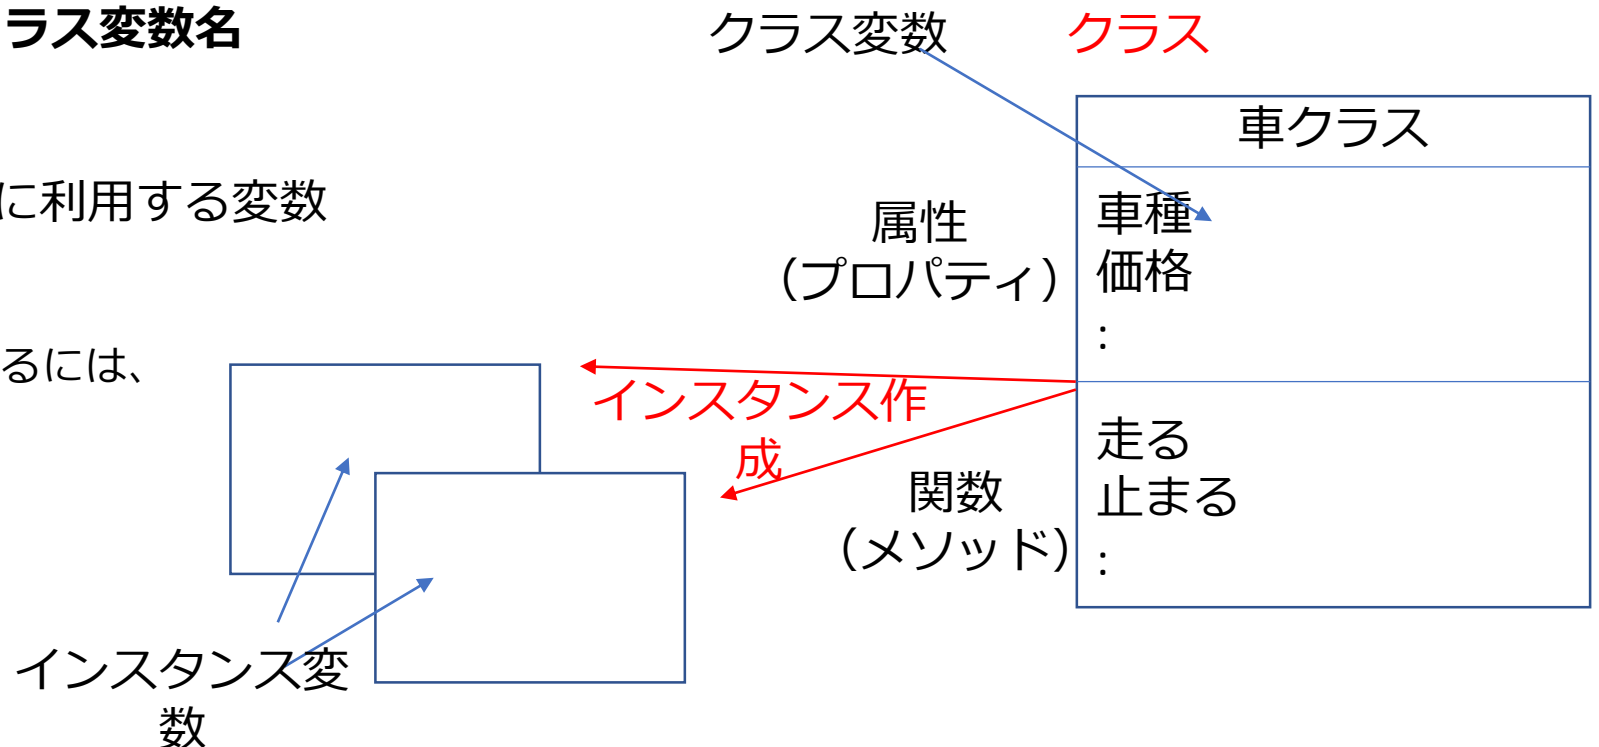 ラス変数名
に利用する変数
るには、
クラス変数
クラス
車クラス
属性
（プロパティ）
車種
価格
:
インスタンス作
成
関数
（メソッド）
走る
止まる
:
インスタンス変
数